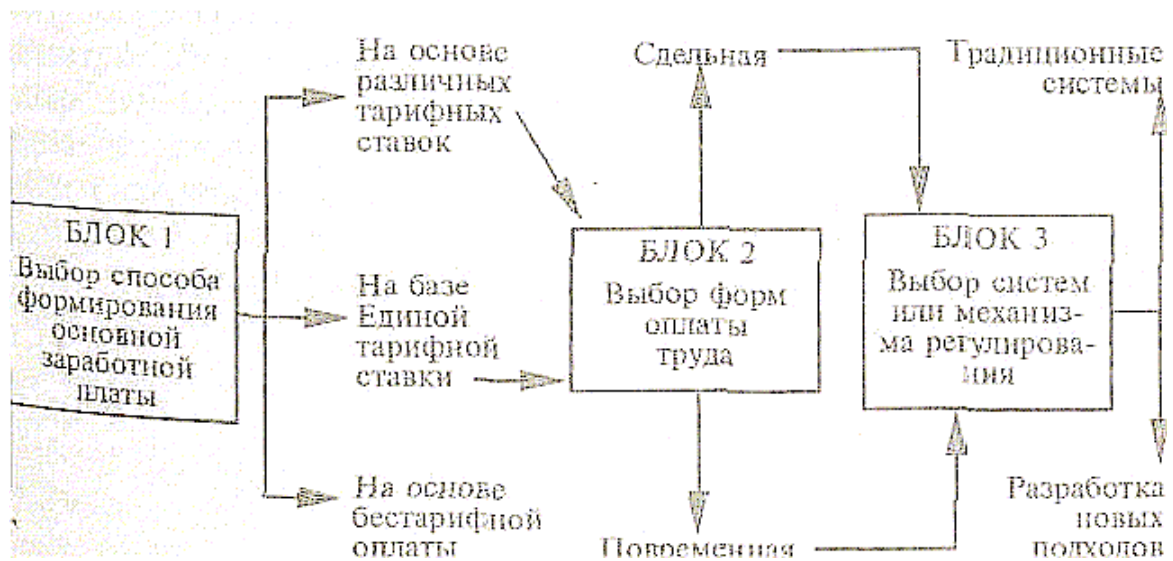 БЛОК 1
Выбор способа
формирования
основной
заработной
платы
На основе
различных
тарифных
ставок
На базе
Единой
тарифной
ставки
На основе
бестарифной
оплаты
Сдельная
БЛОК 2
Выбор форм
оплаты
труда
Повременная
БЛОК 3
Выбор систем
или механиз-
ма регулирова-
ния
Традиционные
системы
Разработка
новых
подходов